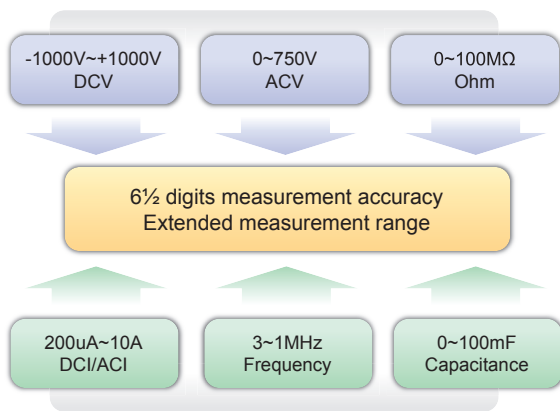 -1000V~+1000V
DCV
0~750V
ACV
0~100MΩ
Ohm
6½ digits measurement accuracy
Extended measurement range
200uA~10A
DCI/ACI
3~1MHz
Frequency
0~100mF
Capacitance